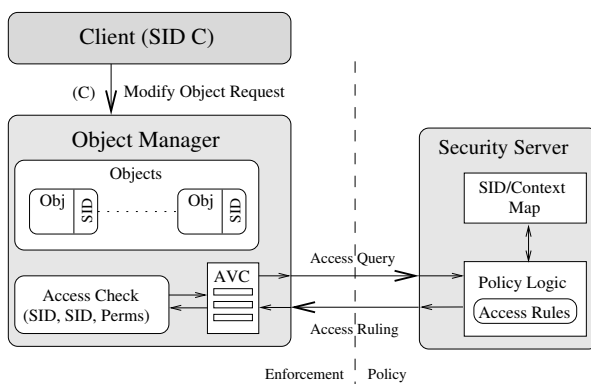 Client (SID C)
(C) Modify Object Request
Object Manager
Objects
Obj SID Obj SID
Access Check
(SID, SID, Perms)
AVC
Access Query
Access Ruling
Security Server
SID/Context
Map
Policy Logic
Access Rules
Enforcement Policy